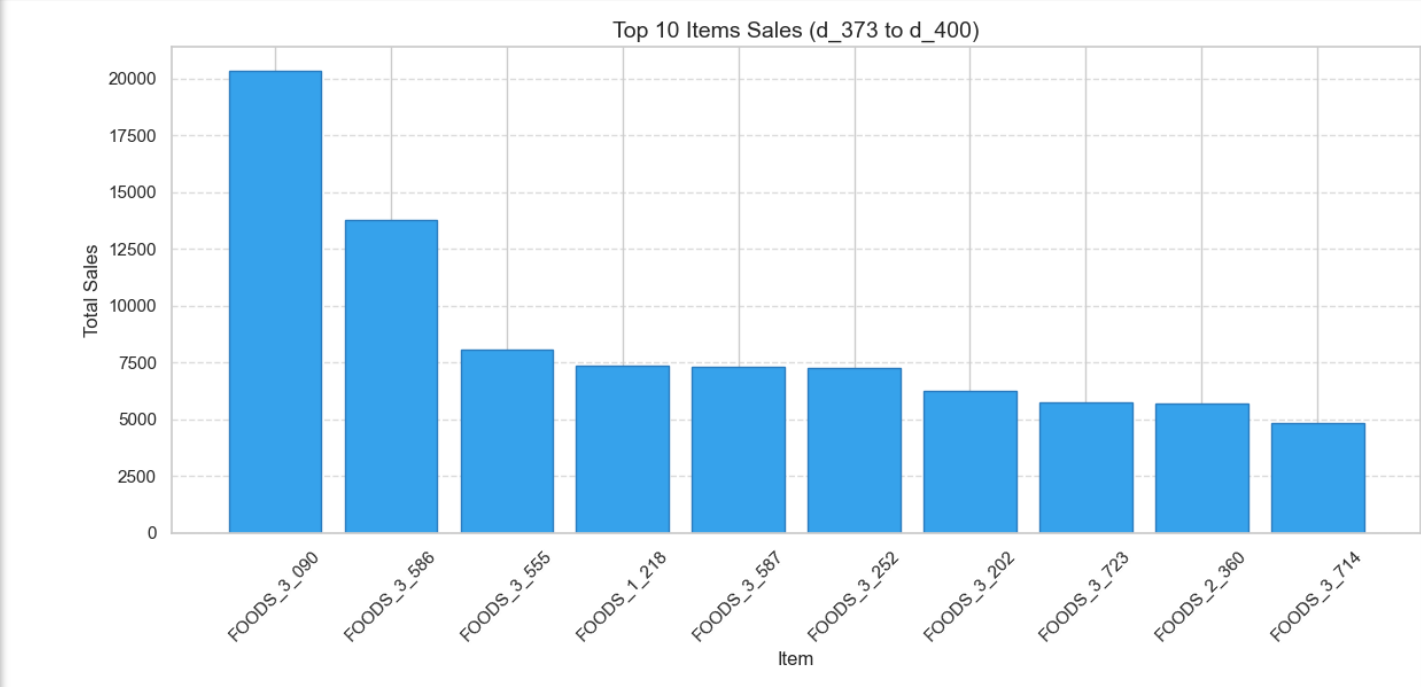 Top 10 Items Sales (d_373 to d_400)
Total Sales
20000
17500
15000
12500
10000
7500
5000
2500
0
FOODS_3_090
FOODS_3_586
FOODS_3_555
FOODS_1_218
FOODS_3_587
FOODS_3_252
FOODS_3_202
FOODS_3_723
FOODS_2_360
FOODS_3_714
Item